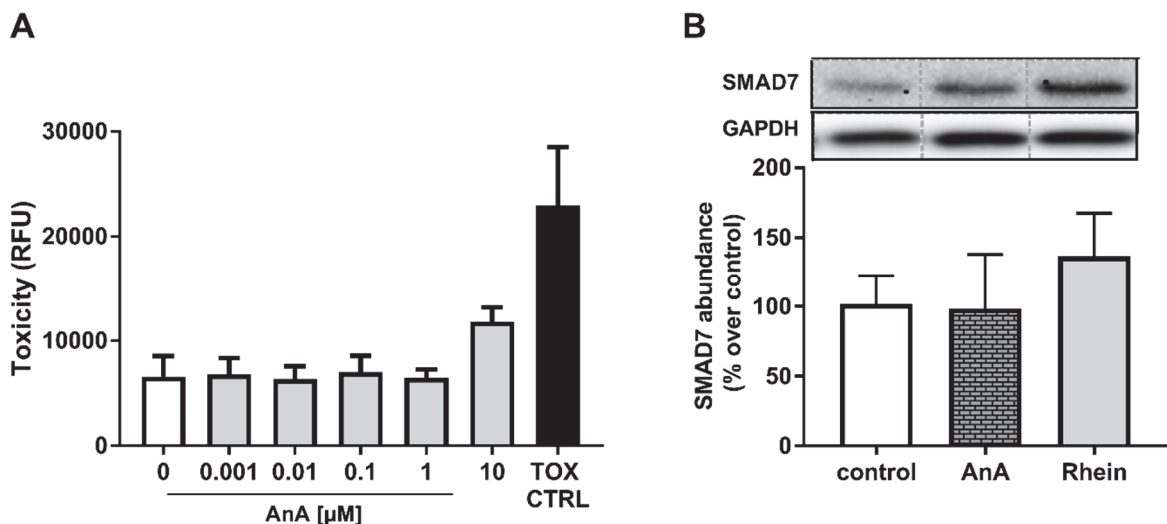 A
Toxicity (RFU)
30000
20000
10000
0
0 0.001 0.01 0.1 1 10 TOX
CTRL
AnA [µM]
B
SMAD7
GAPDH
SMAD7 abundance
(% over control)
200
150
100
50
0
control AnA Rhein